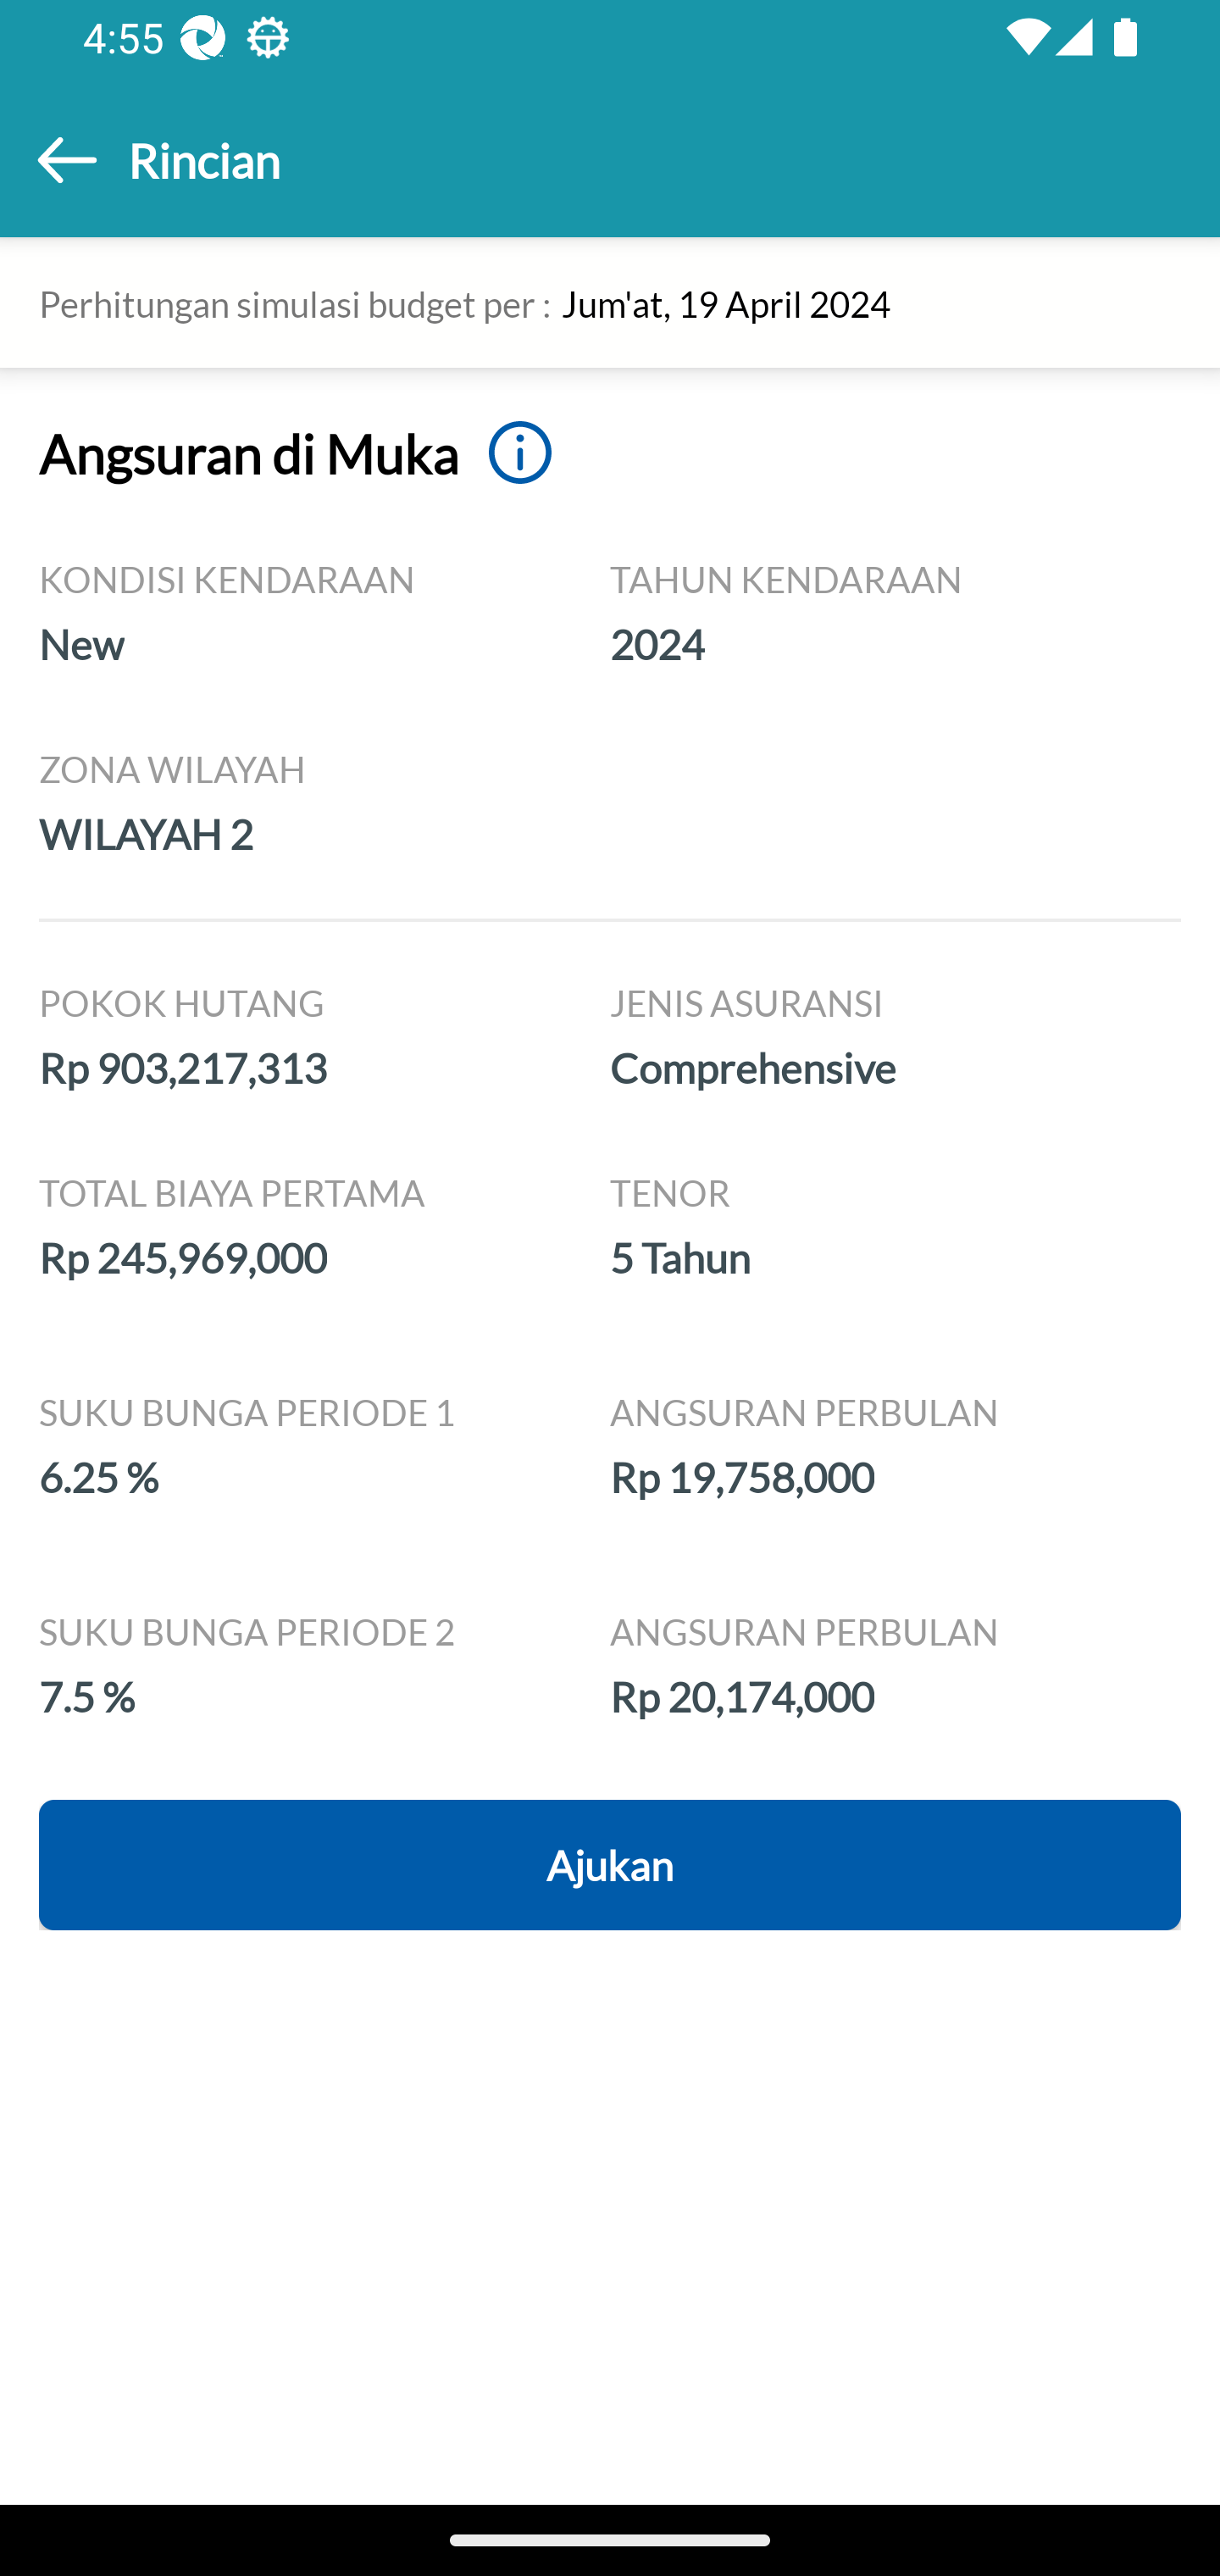 4:55
Rincian
Perhitungan simulasi budget per : Jum'at, 19 April 2024
Angsuran di Muka
KONDISI KENDARAAN TAHUN KENDARAAN
New 2024
ZONA WILAYAH
WILAYAH 2
POKOK HUTANG JENIS ASURANSI
Rp 903,217,313 Comprehensive
TOTAL BIAYA PERTAMA TENOR
Rp 245,969,000 5 Tahun
SUKU BUNGA PERIODE 1 ANGSURAN PERBULAN
6.25 % Rp 19,758,000
SUKU BUNGA PERIODE 2 ANGSURAN PERBULAN
7.5 % Rp 20,174,000
Ajukan